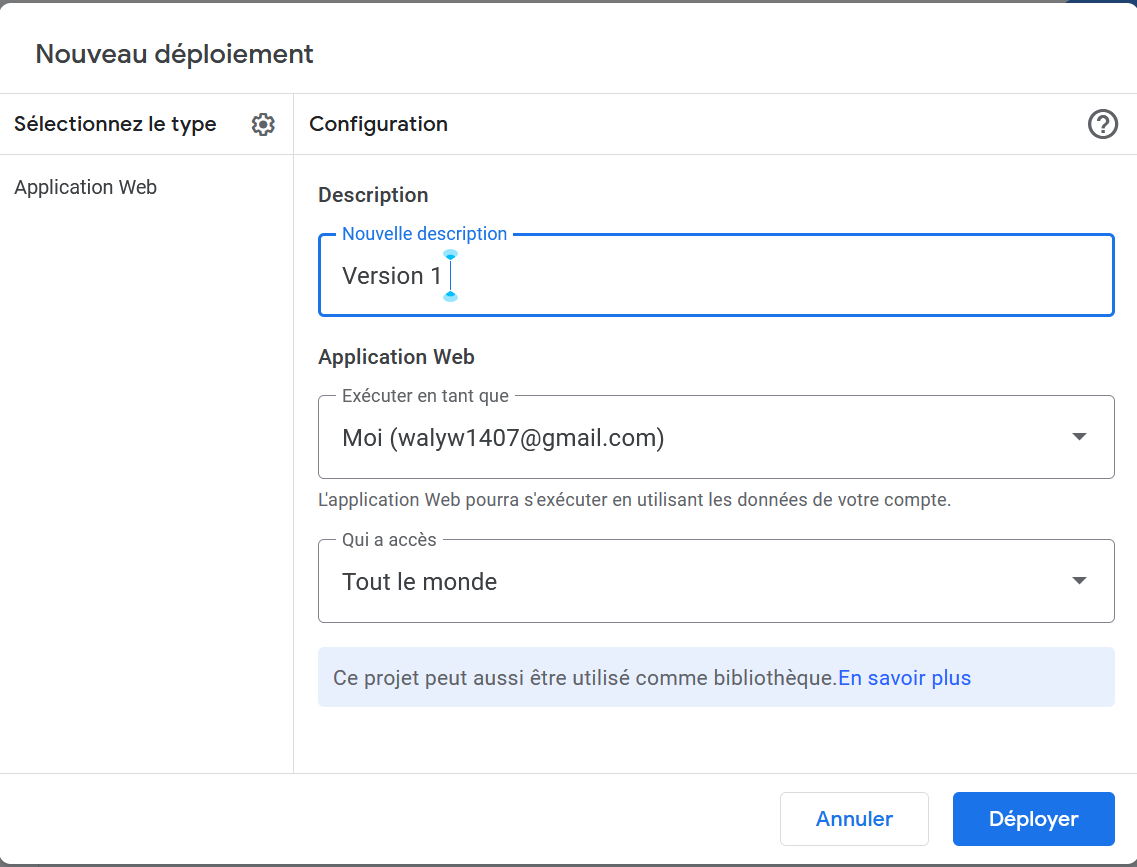 Nouveau déploiement
Sélectionnez le type
Configuration
Application Web
Description
Nouvelle description
Version 1
Application Web
Exécuter en tant que
Moi (walyw1407@gmail.com)
L'application Web pourra s'exécuter en utilisant les données de votre compte.
Qui a accès
Tout le monde
Ce projet peut aussi être utilisé comme bibliothèque.En savoir plus
Annuler
Déployer